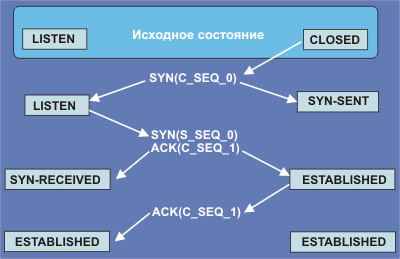 Исходное состояние
LISTEN
CLOSED
SYN(C_SEQ_0)
LISTEN
SYN-SENT
SYN(S_SEQ_0)
ACK(C_SEQ_1)
SYN-RECEIVED
ESTABLISHED
ACK(C_SEQ_1)
ESTABLISHED
ESTABLISHED